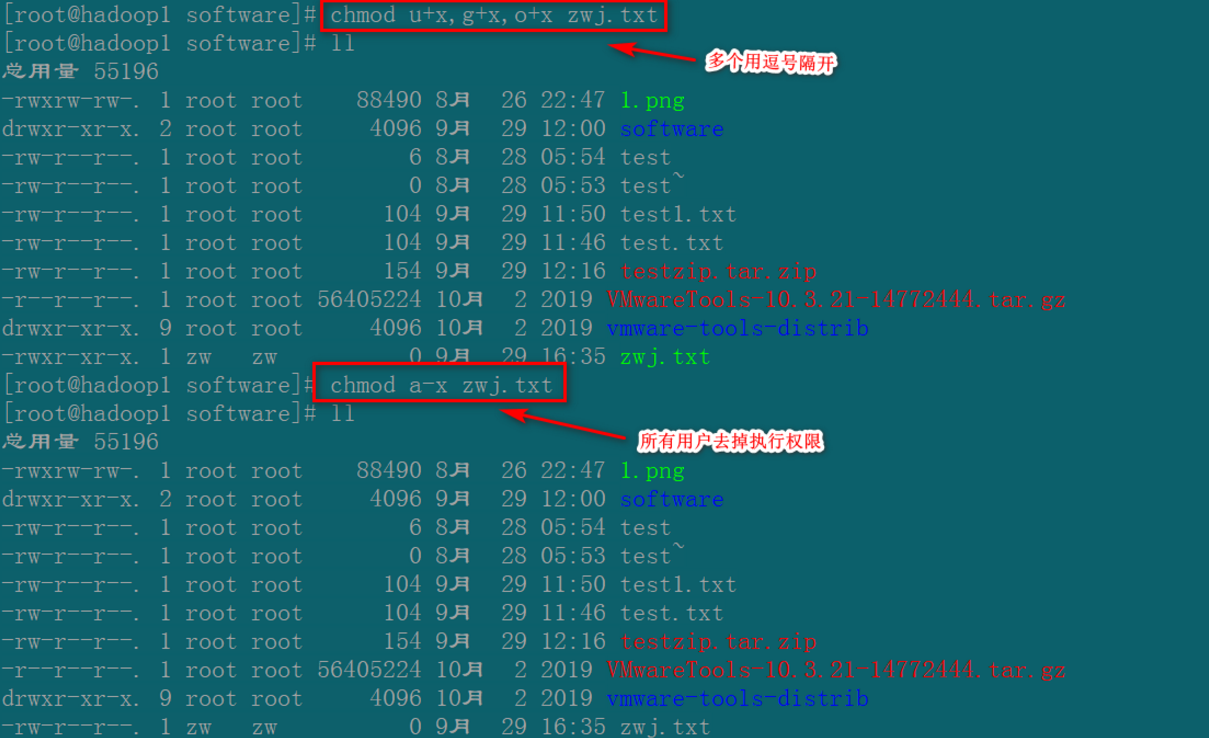 [root@hadoop1 software]# chmod u+x,g+x,o+x zwj.txt
[root@hadoop1 software]# ll
多个用逗号隔开
总用量 55196
-rwxrw-rw-. 1 root root 88490 8月 26 22:47 1.png
drwxr-xr-x. 2 root root 4096 9月 29 12:00 software
-rw-r--r--. 1 root root 6 8月 28 05:54 test
-rw-r--r--. 1 root root 0 8月 28 05:53 test~
-rw-r--r--. 1 root root 104 9月 29 11:50 test1.txt
-rw-r--r--. 1 root root 104 9月 29 11:46 test.txt
-rw-r--r--. 1 root root 154 9月 29 12:16 testzip.tar.zip
-r--r--r--. 1 root root 56405224 10月 2 2019 VMwareTools-10.3.21-14772444.tar.gz
drwxr-xr-x. 9 root root 4096 10月 2 2019 vmware-tools-distrib
-rwxr-xr-x. 1 zw zw 0 9月 29 16:35 zwj.txt
[root@hadoop1 software]# chmod a-x zwj.txt
[root@hadoop1 software]# ll
所有用户去掉执行权限
总用量 55196
-rwxrw-rw-. 1 root root 88490 8月 26 22:47 1.png
drwxr-xr-x. 2 root root 4096 9月 29 12:00 software
-rw-r--r--. 1 root root 6 8月 28 05:54 test
-rw-r--r--. 1 root root 0 8月 28 05:53 test~
-rw-r--r--. 1 root root 104 9月 29 11:50 test1.txt
-rw-r--r--. 1 root root 104 9月 29 11:46 test.txt
-rw-r--r--. 1 root root 154 9月 29 12:16 testzip.tar.zip
-r--r--r--. 1 root root 56405224 10月 2 2019 VMwareTools-10.3.21-14772444.tar.gz
drwxr-xr-x. 9 root root 4096 10月 2 2019 vmware-tools-distrib
-rw-r--r--. 1 zw zw 0 9月 29 16:35 zwj.txt